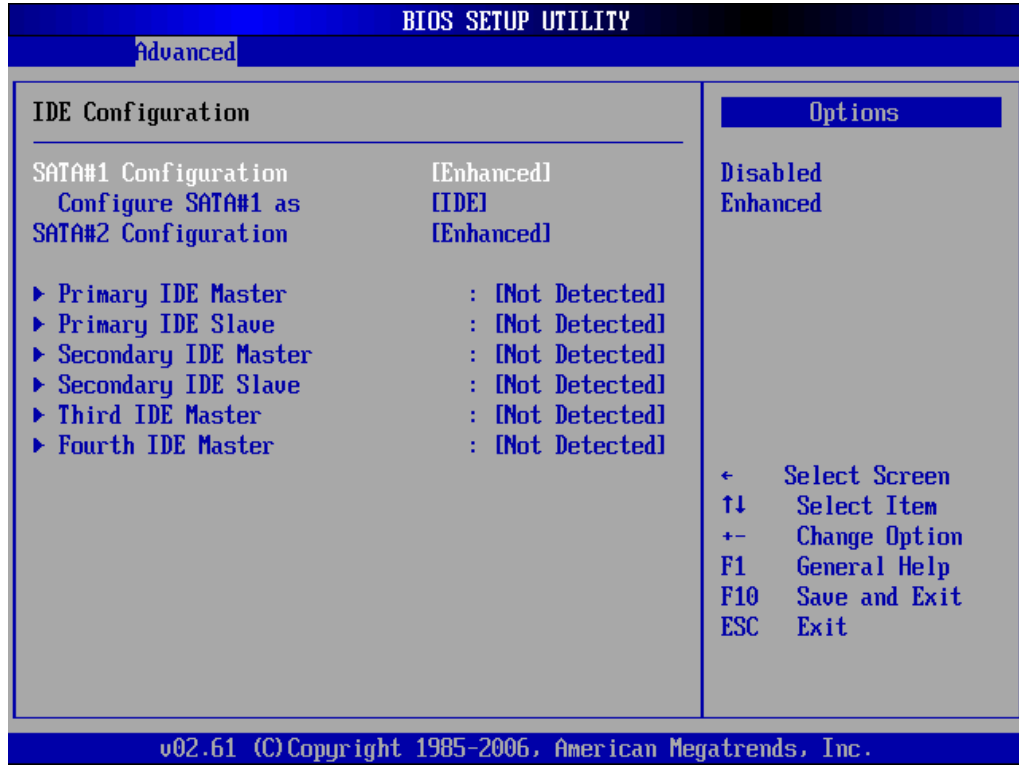 BIOS SETUP UTILITY
Advanced
IDE Configuration
SATA#1 Configuration [Enhanced]
Configure SATA#1 as [IDE]
SATA#2 Configuration [Enhanced]
▶ Primary IDE Master : [Not Detected]
▶ Primary IDE Slave : [Not Detected]
▶ Secondary IDE Master : [Not Detected]
▶ Secondary IDE Slave : [Not Detected]
▶ Third IDE Master : [Not Detected]
▶ Fourth IDE Master : [Not Detected]
Options
Disabled
Enhanced
← Select Screen
↑↓ Select Item
+- Change Option
F1 General Help
F10 Save and Exit
ESC Exit
v02.61 (C)Copyright 1985-2006, American Megatrends, Inc.